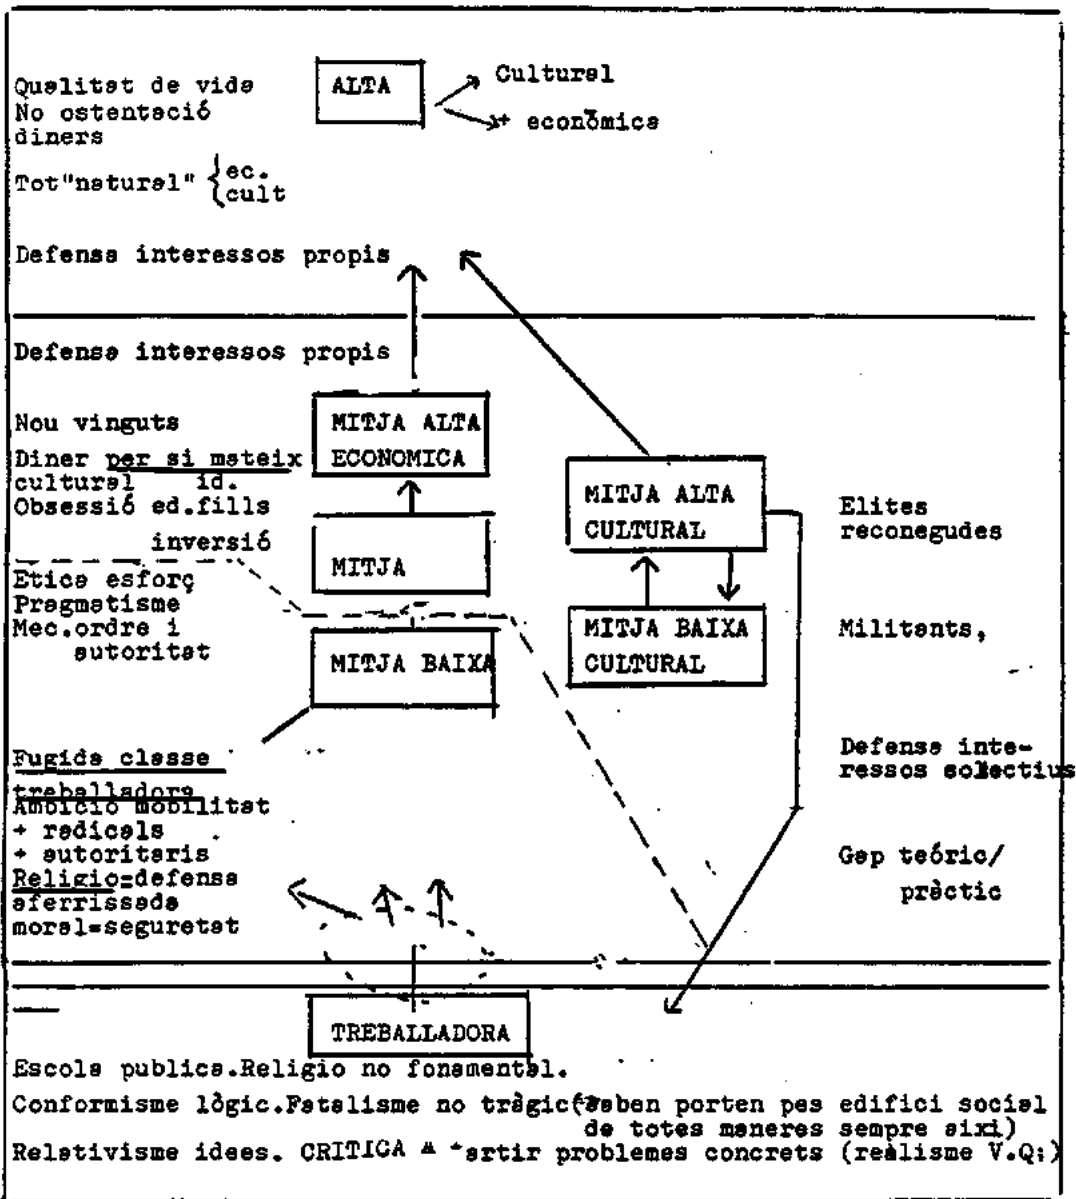 Qualitat de vida
No ostentació
diners
ALTA
Cultural
+ econòmica
Tot"natural" {ec.
{cult
Defensa interessos propis
Defensa interessos propis
Nou vinguts
Diner per si mateix
cultural id.
Obsessió ed.fills
inversió
MITJA ALTA
ECONOMICA
MITJA
MITJA ALTA
CULTURAL
Elites
reconegudes
Etica esforç
Pragmatisme
Mec.ordre i
autoritat
MITJA BAIXA
MITJA BAIXA
CULTURAL
Militants,
Fugida classe
treballadora
Ambició mobilitat
+ radicals
+ autoritaris
Religio=defensa
aferrissada
moral=seguretat
Defensa inte-
ressos colectius
Gap teóric/
pràctic
TREBALLADORA
Escola publica.Religio no fonamental.
Conformisme lògic.Fatalisme no tràgic(saben porten pes edifici social
de totes maneres sempre aixi)
Relativisme idees. CRITICA A artir problemes concrets (realisme V.Q:)